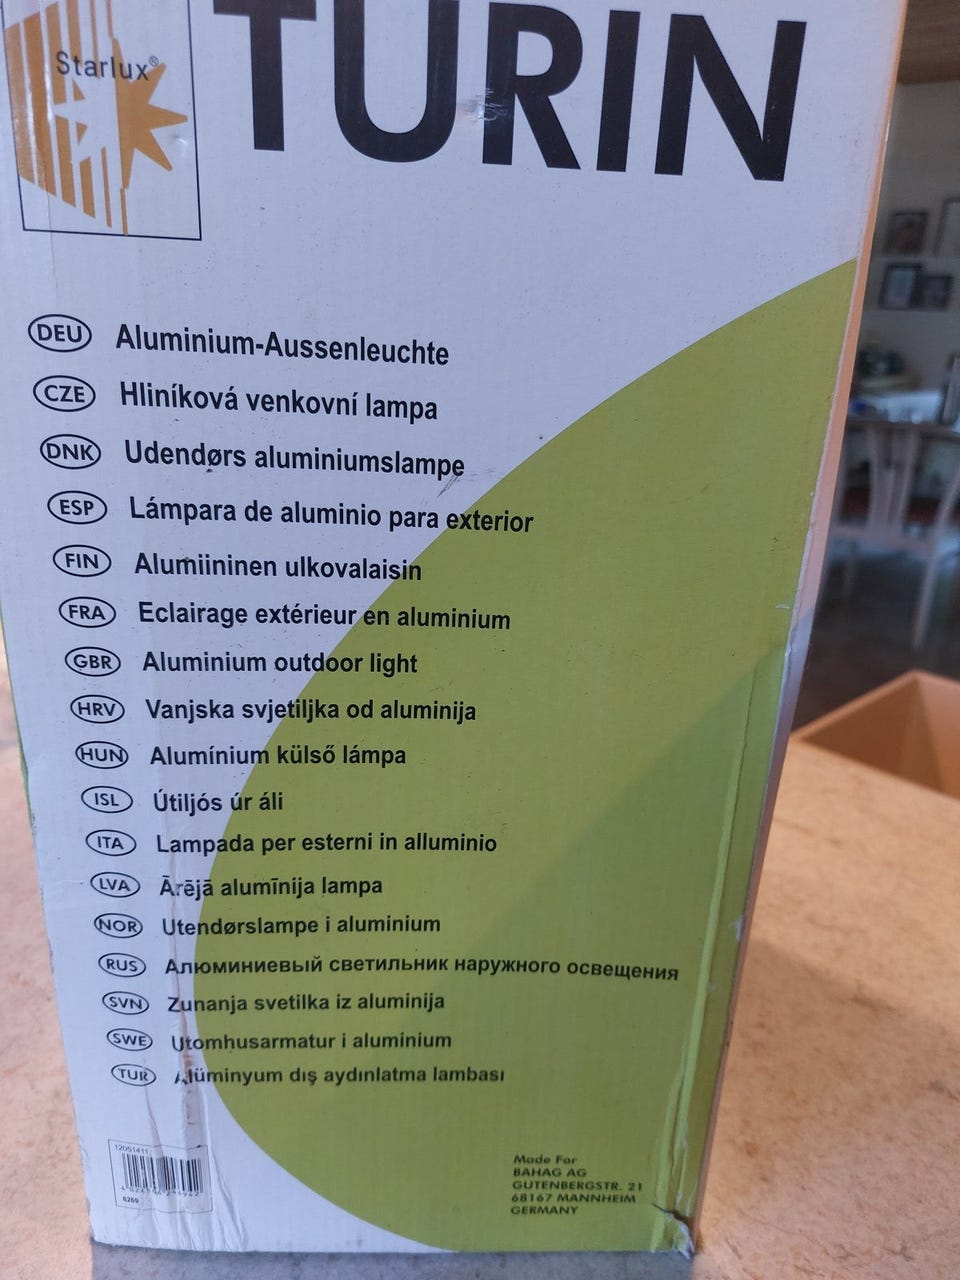 Starlux®
TURIN
DEU Aluminium-Aussenleuchte
CZE Hliníková venkovní lampa
DNK Udendørs aluminiumslampe
ESP Lámpara de aluminio para exterior
FIN Alumiininen ulkovalaisin
FRA Eclairage extérieur en aluminium
GBR Aluminium outdoor light
HRV Vanjska svjetiljka od aluminija
HUN Alumínium külső lámpa
ISL Útiljós úr áli
ITA Lampada per esterni in alluminio
LVA Ārējā alumīnija lampa
NOR Utendørslampe i aluminium
RUS Алюминиевый светильник наружного освещения
SVN Zunanja svetilka iz aluminija
SWE Utomhusarmatur i aluminium
TUR Alüminyum dış aydınlatma lambası
12051411
6269
Made For
BAHAG AG
GUTENBERGSTR. 21
68167 MANNHEIM
GERMANY